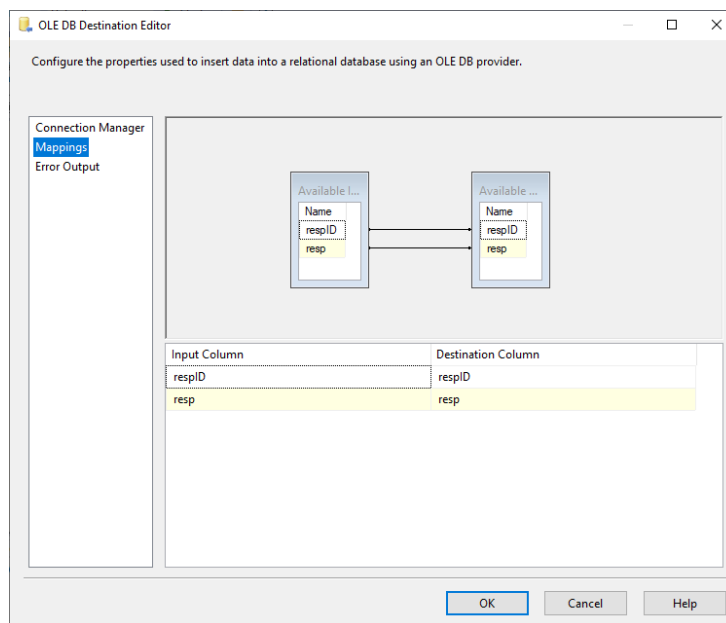 OLE DB Destination Editor
Configure the properties used to insert data into a relational database using an OLE DB provider.
Connection Manager
Mappings
Error Output
Available I...
Name
respID
resp
Available ...
Name
respID
resp
Input Column Destination Column
respID respID
resp resp
OK Cancel Help